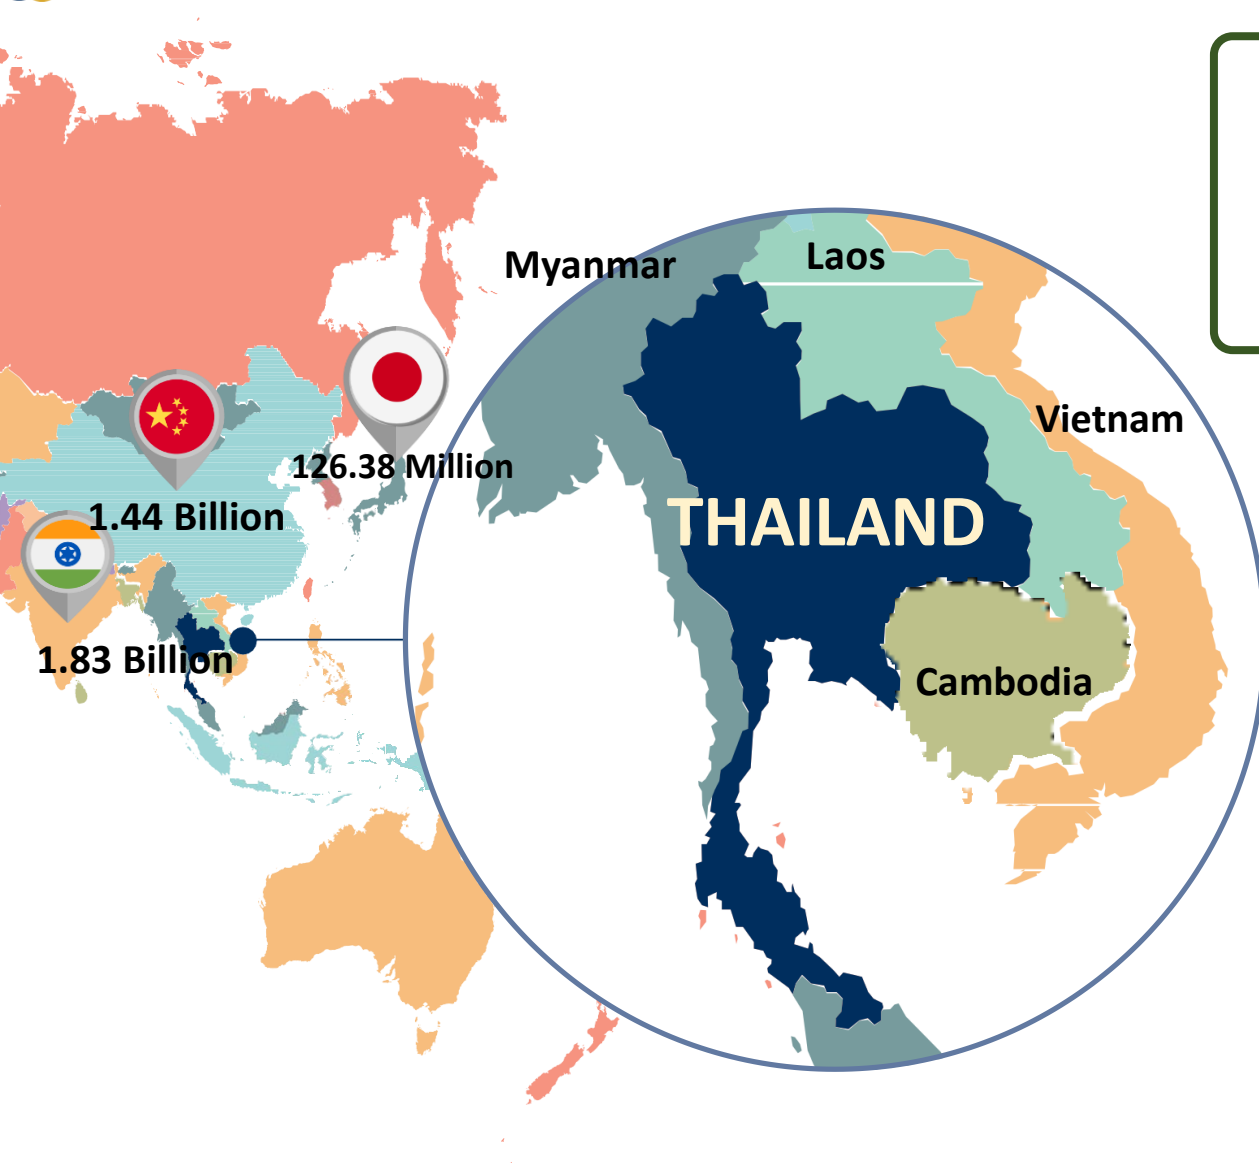 Myanmar
Laos
Vietnam
126.38 Million
THAILAND
1.44 Billion
1.83 Billion
Cambodia